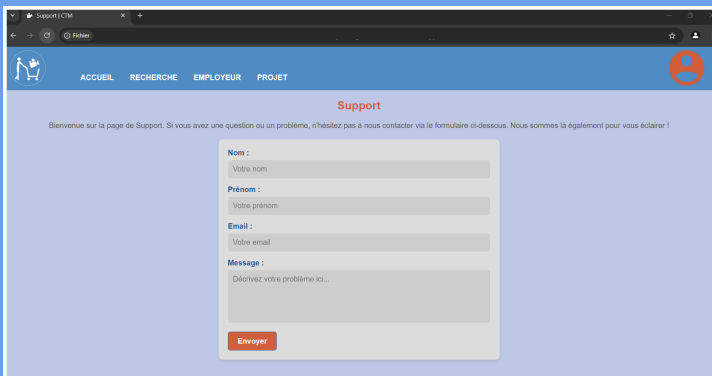 Support | CTM
Fichier
ACCUEIL RECHERCHE EMPLOYEUR PROJET
Support
Bienvenue sur la page de Support. Si vous avez une question ou un problème, n'hésitez pas à nous contacter via le formulaire ci-dessous. Nous sommes là également pour vous éclairer !
Nom :
Votre nom
Prénom :
Votre prénom
Email :
Votre email
Message :
Décrivez votre problème ici...
Envoyer